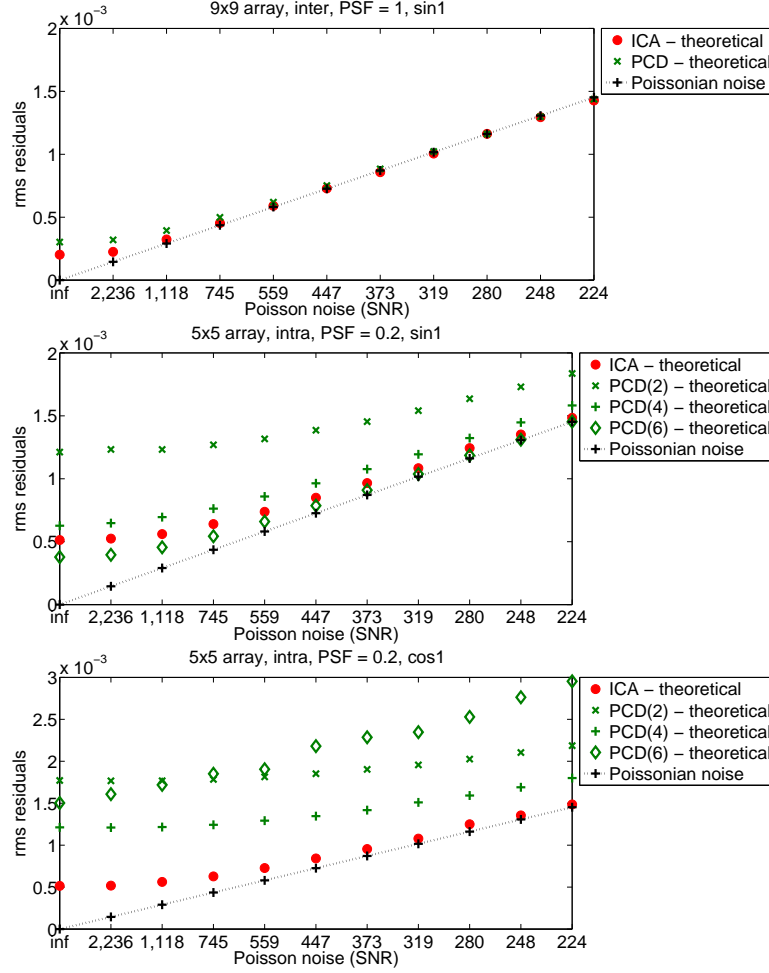 9x9 array, inter, PSF = 1, sin1
x 10⁻³
2
1.5
1
0.5
0
rms residuals
inf 2,236 1,118 745 559 447 373 319 280 248 224
Poisson noise (SNR)
ICA − theoretical
PCD − theoretical
Poissonian noise
5x5 array, intra, PSF = 0.2, sin1
x 10⁻³
2
1.5
1
0.5
0
rms residuals
inf 2,236 1,118 745 559 447 373 319 280 248 224
Poisson noise (SNR)
ICA − theoretical
PCD(2) − theoretical
PCD(4) − theoretical
PCD(6) − theoretical
Poissonian noise
5x5 array, intra, PSF = 0.2, cos1
x 10⁻³
3
2.5
2
1.5
1
0.5
0
rms residuals
inf 2,236 1,118 745 559 447 373 319 280 248 224
Poisson noise (SNR)
ICA − theoretical
PCD(2) − theoretical
PCD(4) − theoretical
PCD(6) − theoretical
Poissonian noise